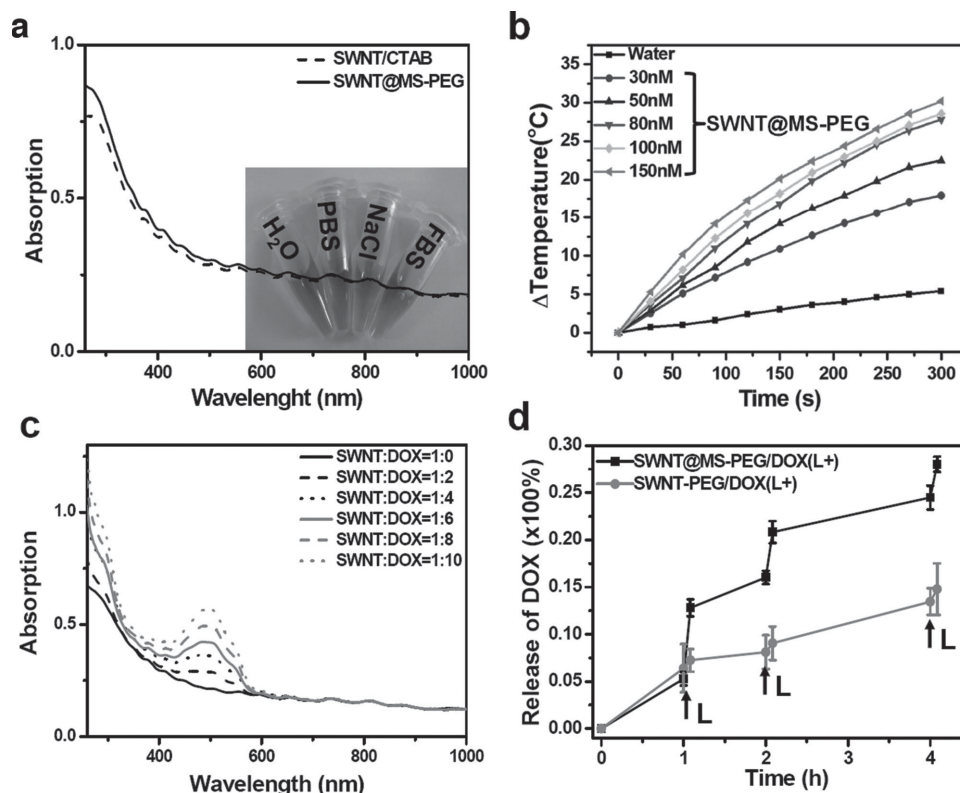 a
1.0
0.5
0.0
Absorption
SWNT/CTAB
SWNT@MS-PEG
H2O
PBS
NaCl
FBS
400
600
800
1000
Wavelenght (nm)
b
35
30
25
20
15
10
5
0
ΔTemperature(°C)
Water
30nM
50nM
80nM
100nM
150nM
SWNT@MS-PEG
0
50
100
150
200
250
300
Time (s)
c
1.0
0.5
0.0
Absorption
SWNT:DOX=1:0
SWNT:DOX=1:2
SWNT:DOX=1:4
SWNT:DOX=1:6
SWNT:DOX=1:8
SWNT:DOX=1:10
400
600
800
1000
Wavelength (nm)
d
0.30
0.25
0.20
0.15
0.10
0.05
0.00
Release of DOX (x100%)
SWNT@MS-PEG/DOX(L+)
SWNT-PEG/DOX(L+)
L
L
L
0
1
2
3
4
Time (h)